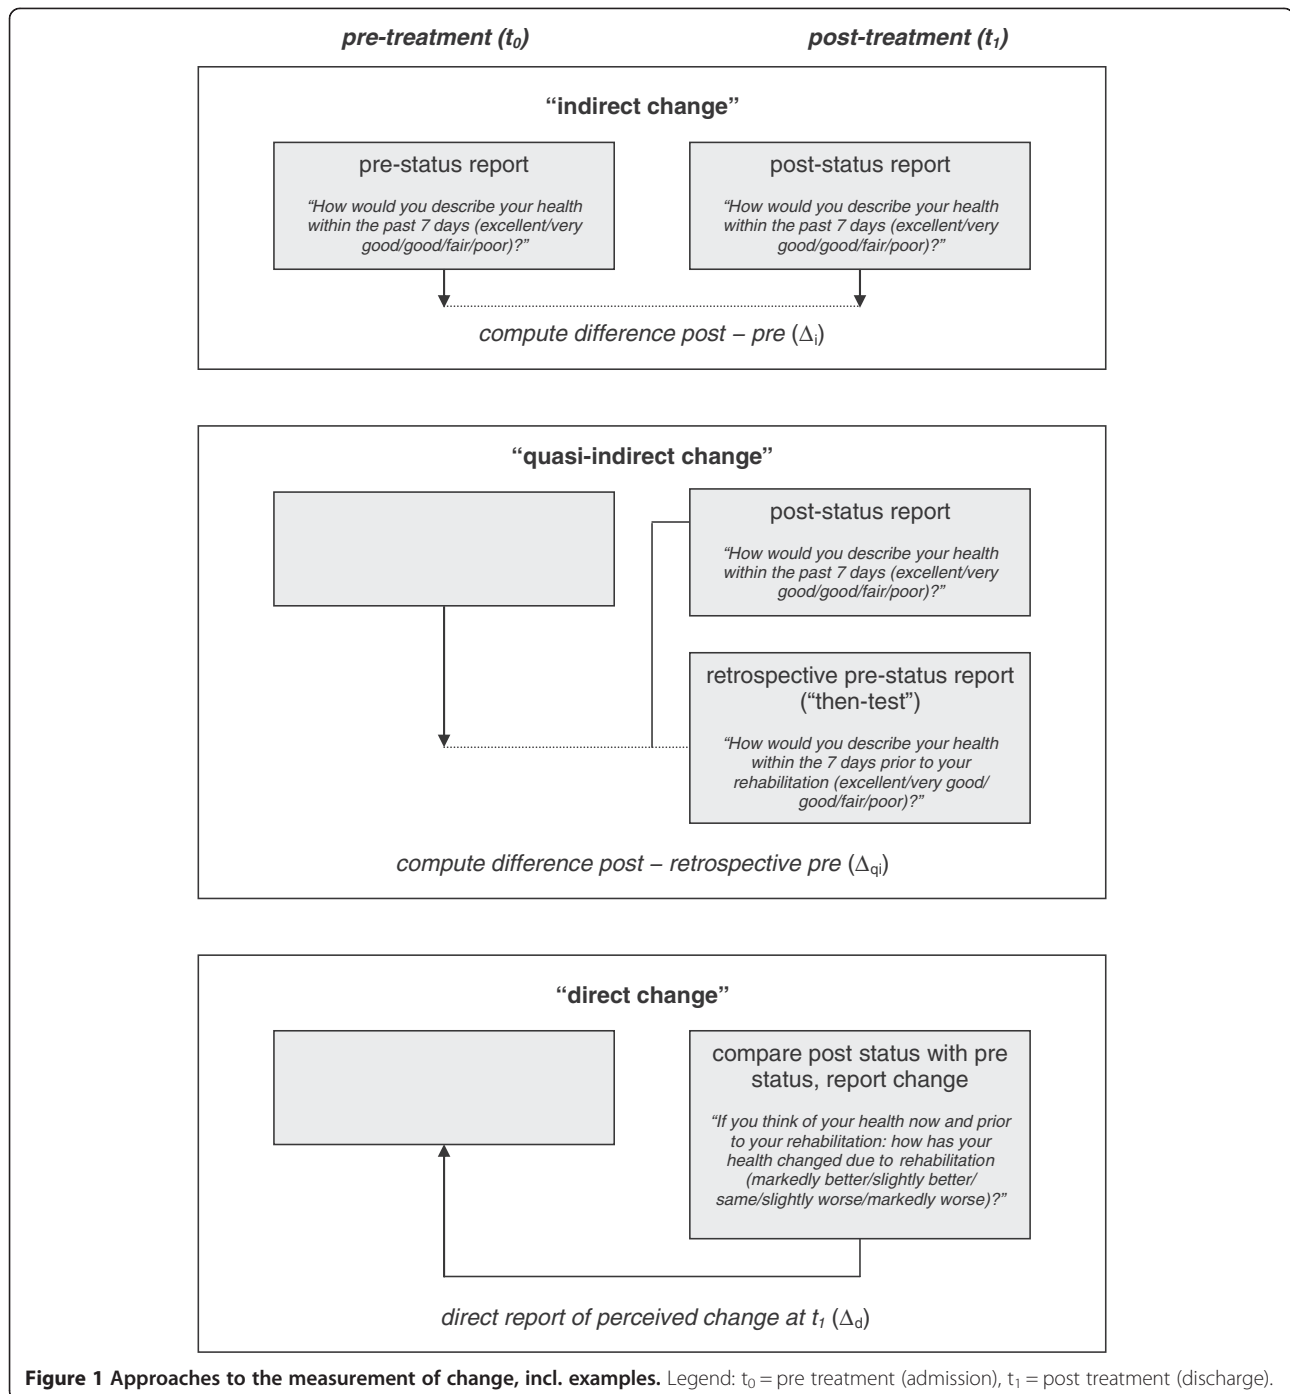 pre-treatment (t0) post-treatment (t1)
“indirect change”
pre-status report
“How would you describe your health
within the past 7 days (excellent/very
good/good/fair/poor)?”
post-status report
“How would you describe your health
within the past 7 days (excellent/very
good/good/fair/poor)?”
compute difference post – pre (Δi)
“quasi-indirect change”
post-status report
“How would you describe your health
within the past 7 days (excellent/very
good/good/fair/poor)?”
retrospective pre-status report
(“then-test”)
“How would you describe your health
within the 7 days prior to your
rehabilitation (excellent/very good/
good/fair/poor)?”
compute difference post – retrospective pre (Δqi)
“direct change”
compare post status with pre
status, report change
“If you think of your health now and prior
to your rehabilitation: how has your
health changed due to rehabilitation
(markedly better/slightly better/
same/slightly worse/markedly worse)?”
direct report of perceived change at t1 (Δd)
Figure 1 Approaches to the measurement of change, incl. examples. Legend: t0 = pre treatment (admission), t1 = post treatment (discharge).